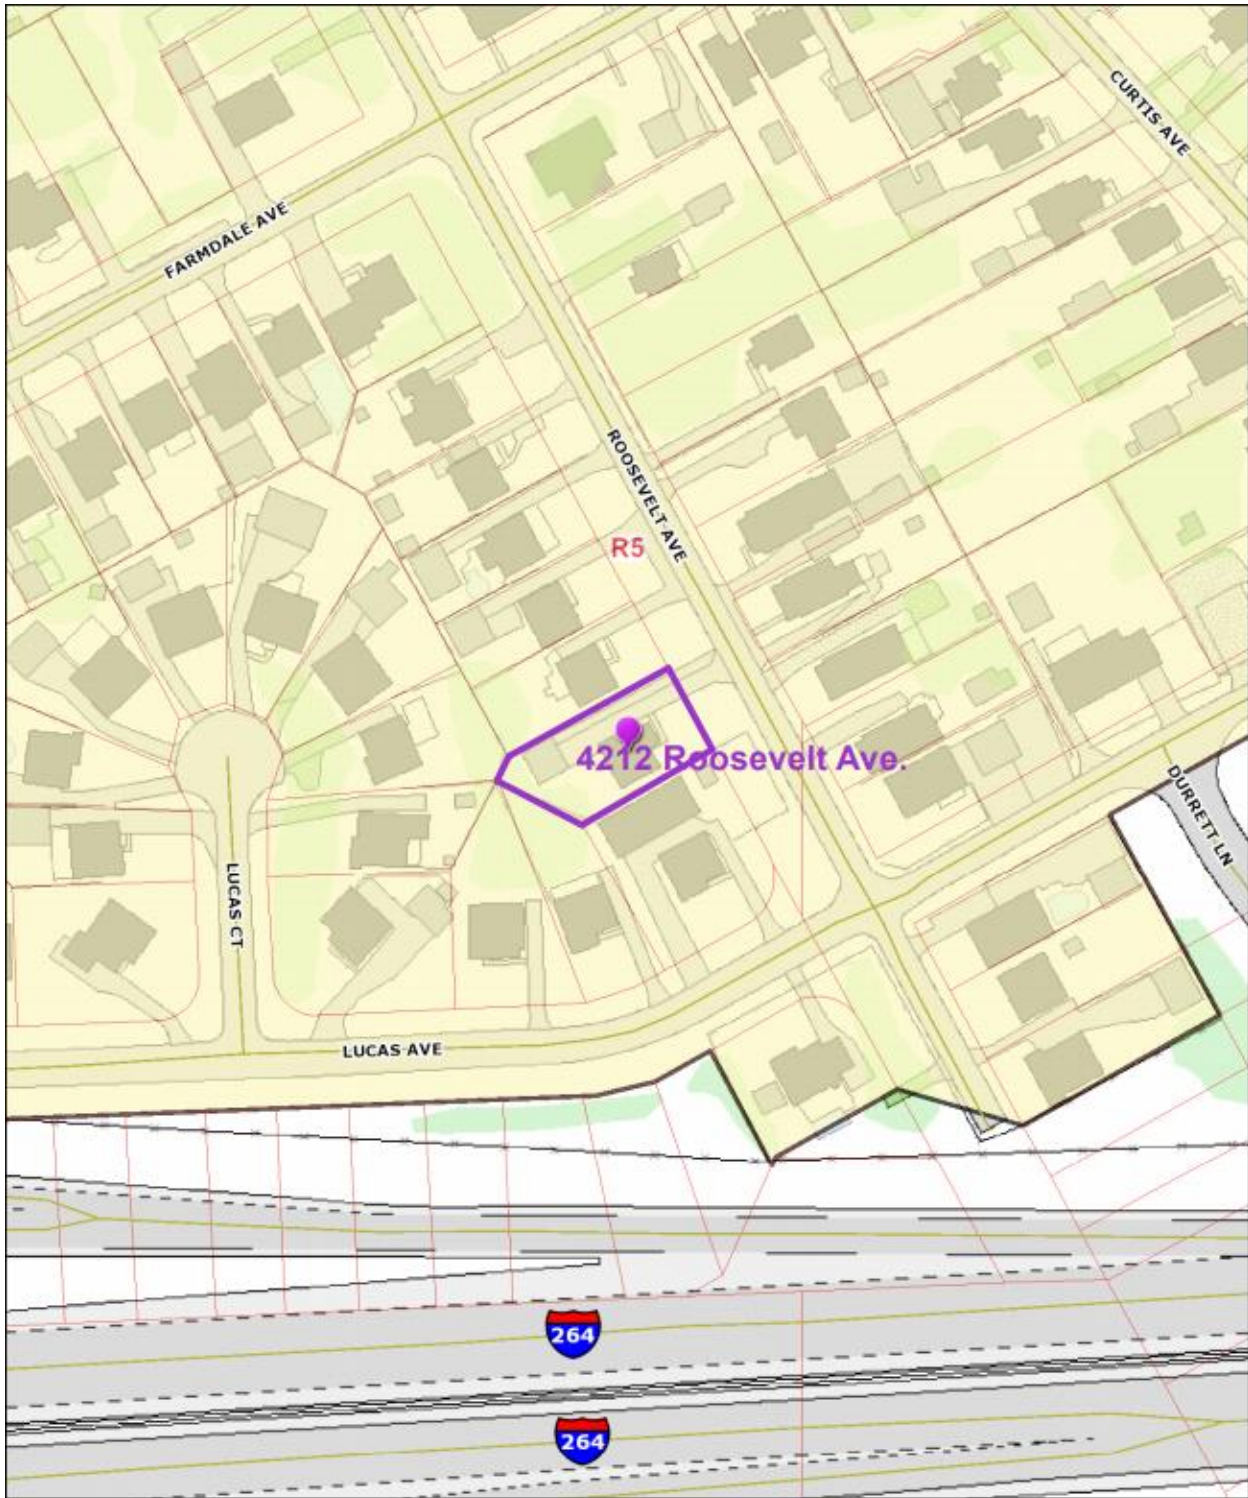 CURTIS AVE
FARMDALE AVE
ROOSEVELT AVE
R5
4212 Roosevelt Ave.
DURRETT LN
LUCAS CT
LUCAS AVE
264
264